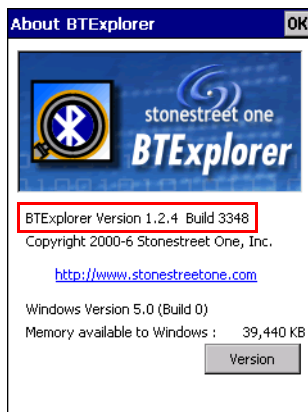 About BTExplorer OK
stonestreet one
BTExplorer
BTExplorer Version 1.2.4 Build 3348
Copyright 2000-6 Stonestreet One, Inc.
http://www.stonestreetone.com
Windows Version 5.0 (Build 0)
Memory available to Windows : 39,440 KB
Version